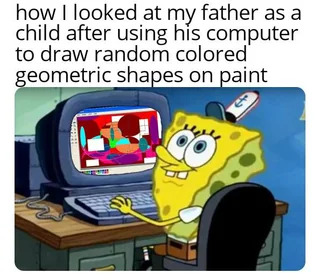 how I looked at my father as a
child after using his computer
to draw random colored
geometric shapes on paint